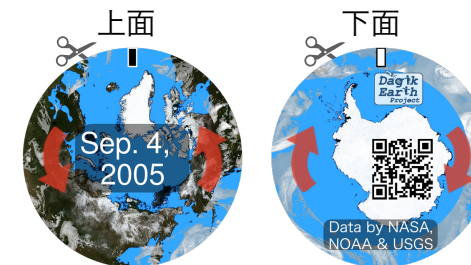 上面
下面
Sep. 4,
2005
Dagik
Earth
Project
Data by NASA,
NOAA & USGS